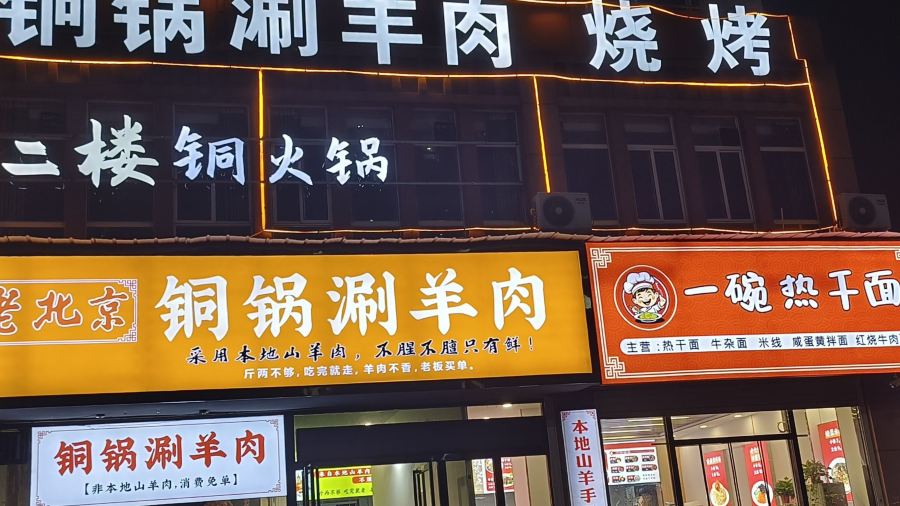 铜锅涮羊肉 烧烤
二楼铜火锅
老北京
铜锅涮羊肉
采用本地山羊肉，不腥不膻只有鲜！
斤两不够，吃完就走，羊肉不香，老板买单。
一碗热干面
主营：热干面 牛杂面 米线 咸蛋黄拌面 红烧牛肉
铜锅涮羊肉
【非本地山羊肉，消费免单】
本地山羊手